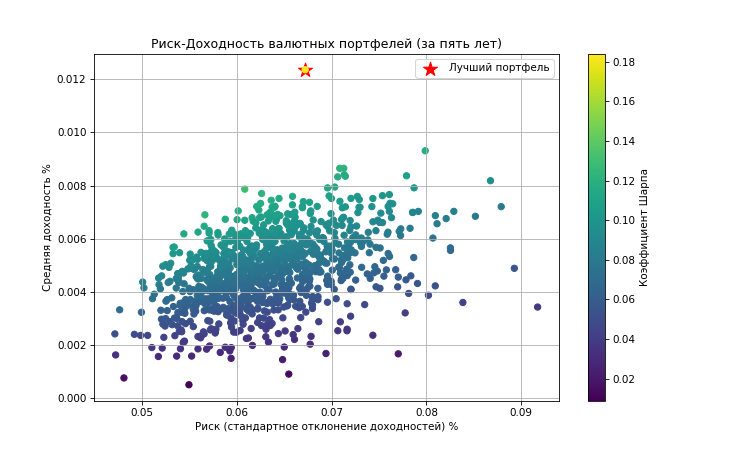 Риск-Доходность валютных портфелей (за пять лет)
Лучший портфель
Средняя доходность %
0.012
0.010
0.008
0.006
0.004
0.002
0.000
0.05 0.06 0.07 0.08 0.09
Риск (стандартное отклонение доходностей) %
0.18
0.16
0.14
0.12
0.10
0.08
0.06
0.04
0.02
Коэффициент Шарпа